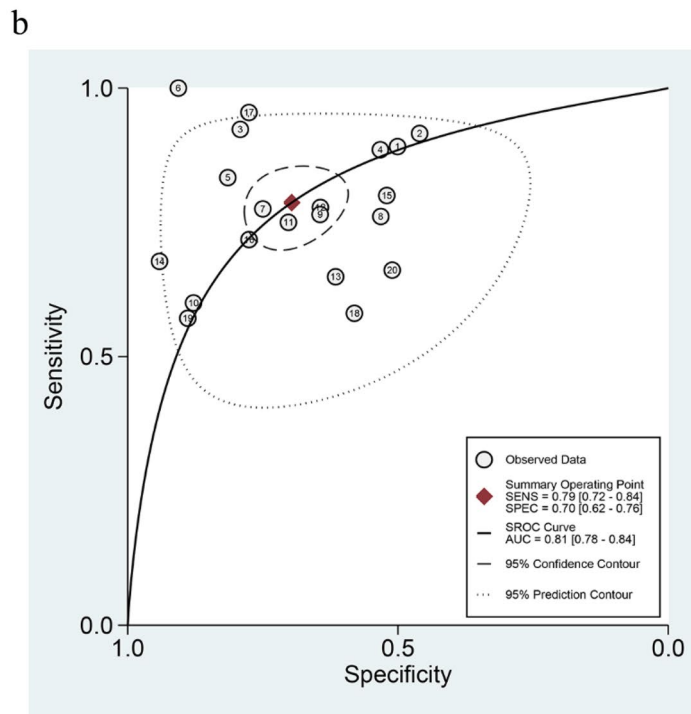 b
1.0
6
17
3
2
4
1
5
15
7
12
9
8
11
16
14
20
13
10
18
19
0.5
0.0
Sensitivity
1.0
0.5
0.0
Specificity
Observed Data
Summary Operating Point
SENS = 0.79 [0.72 - 0.84]
SPEC = 0.70 [0.62 - 0.76]
SROC Curve
AUC = 0.81 [0.78 - 0.84]
95% Confidence Contour
95% Prediction Contour